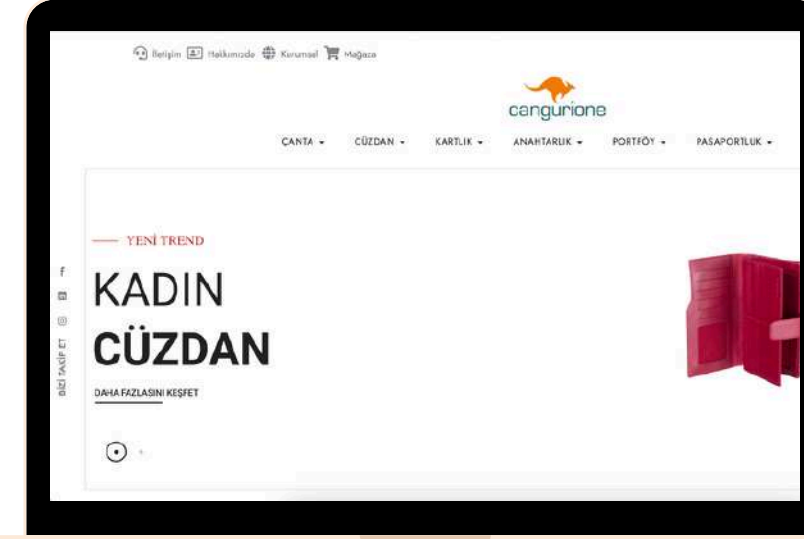 İletişim Hakkımızda Kurumsal Mağaza
cangurione
ÇANTA CÜZDAN KARTLIK ANAHTARLIK PORTFÖY PASAPORTLUK
YENİ TREND
KADIN
CÜZDAN
DAHA FAZLASINI KEŞFET
BİZİ TAKİP ET